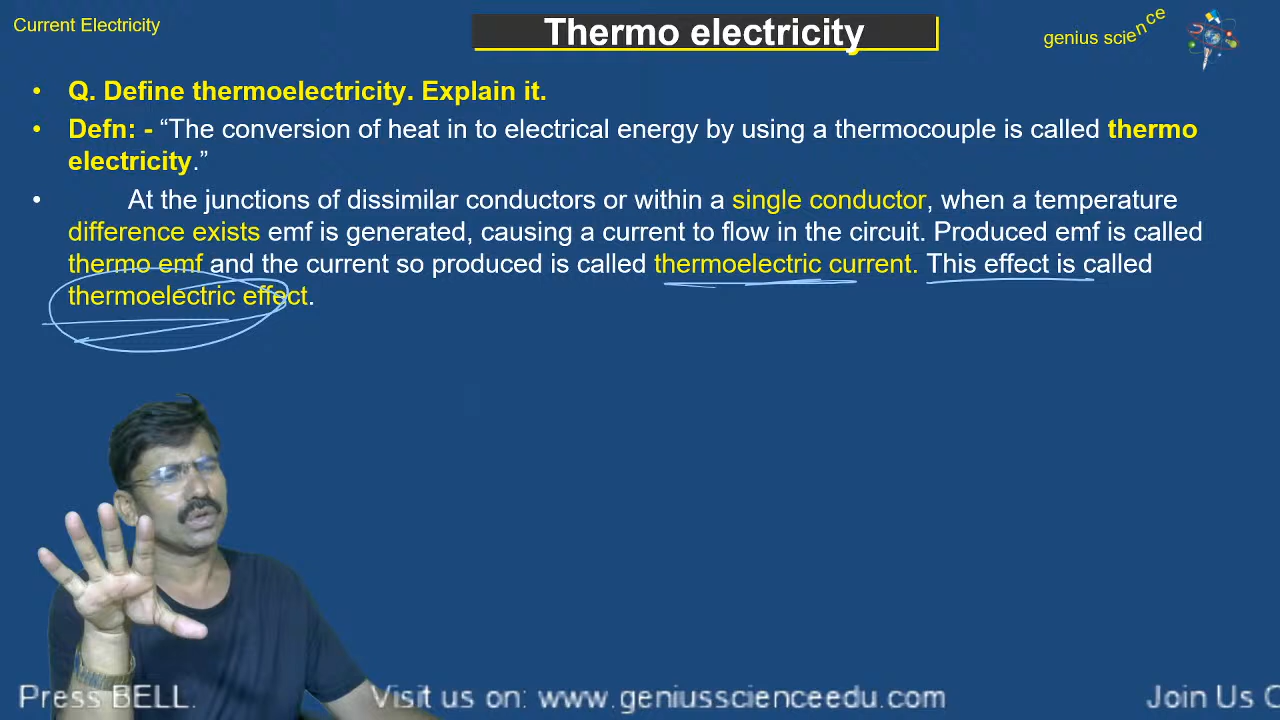 Current Electricity
Thermo electricity
genius science
• Q. Define thermoelectricity. Explain it.
• Defn: - “The conversion of heat in to electrical energy by using a thermocouple is called thermo
electricity.”
• At the junctions of dissimilar conductors or within a single conductor, when a temperature
difference exists emf is generated, causing a current to flow in the circuit. Produced emf is called
thermo emf and the current so produced is called thermoelectric current. This effect is called
thermoelectric effect.
Press BELL. Visit us on: www.geniusscienceedu.com Join Us